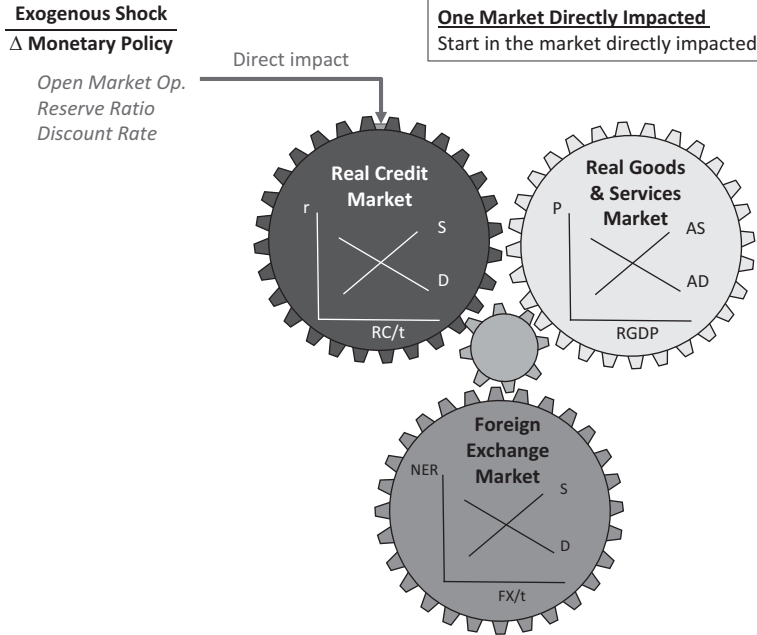 Exogenous Shock
Δ Monetary Policy
Open Market Op.
Reserve Ratio
Discount Rate
Direct impact
One Market Directly Impacted
Start in the market directly impacted
Real Credit
Market
r
S
D
RC/t
Real Goods
& Services
Market
P
AS
AD
RGDP
Foreign
Exchange
Market
NER
S
D
FX/t